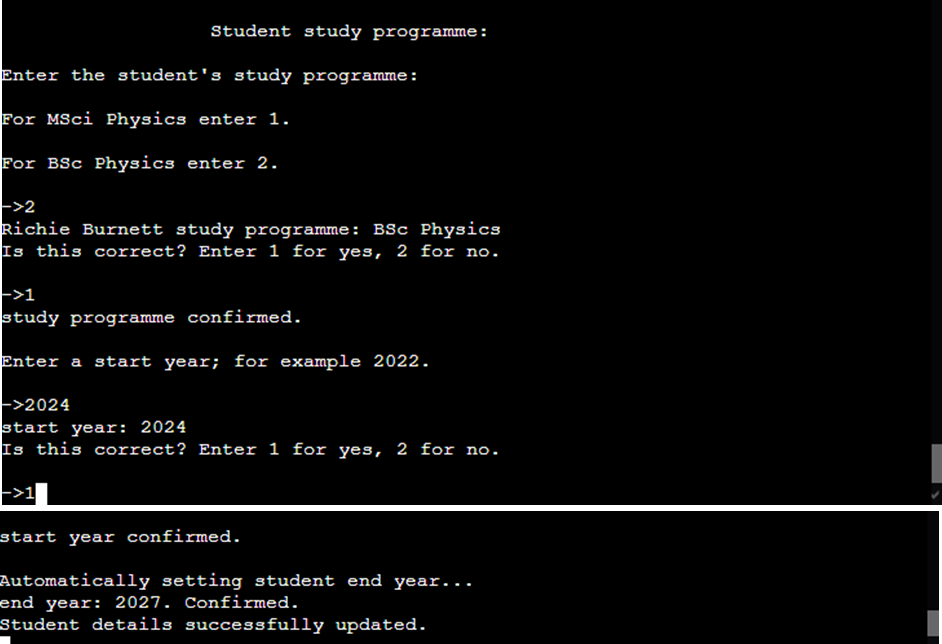 Student study programme:
Enter the student's study programme:
For MSci Physics enter 1.
For BSc Physics enter 2.
->2
Richie Burnett study programme: BSc Physics
Is this correct? Enter 1 for yes, 2 for no.
->1
study programme confirmed.
Enter a start year; for example 2022.
->2024
start year: 2024
Is this correct? Enter 1 for yes, 2 for no.
->1
start year confirmed.
Automatically setting student end year...
end year: 2027. Confirmed.
Student details successfully updated.